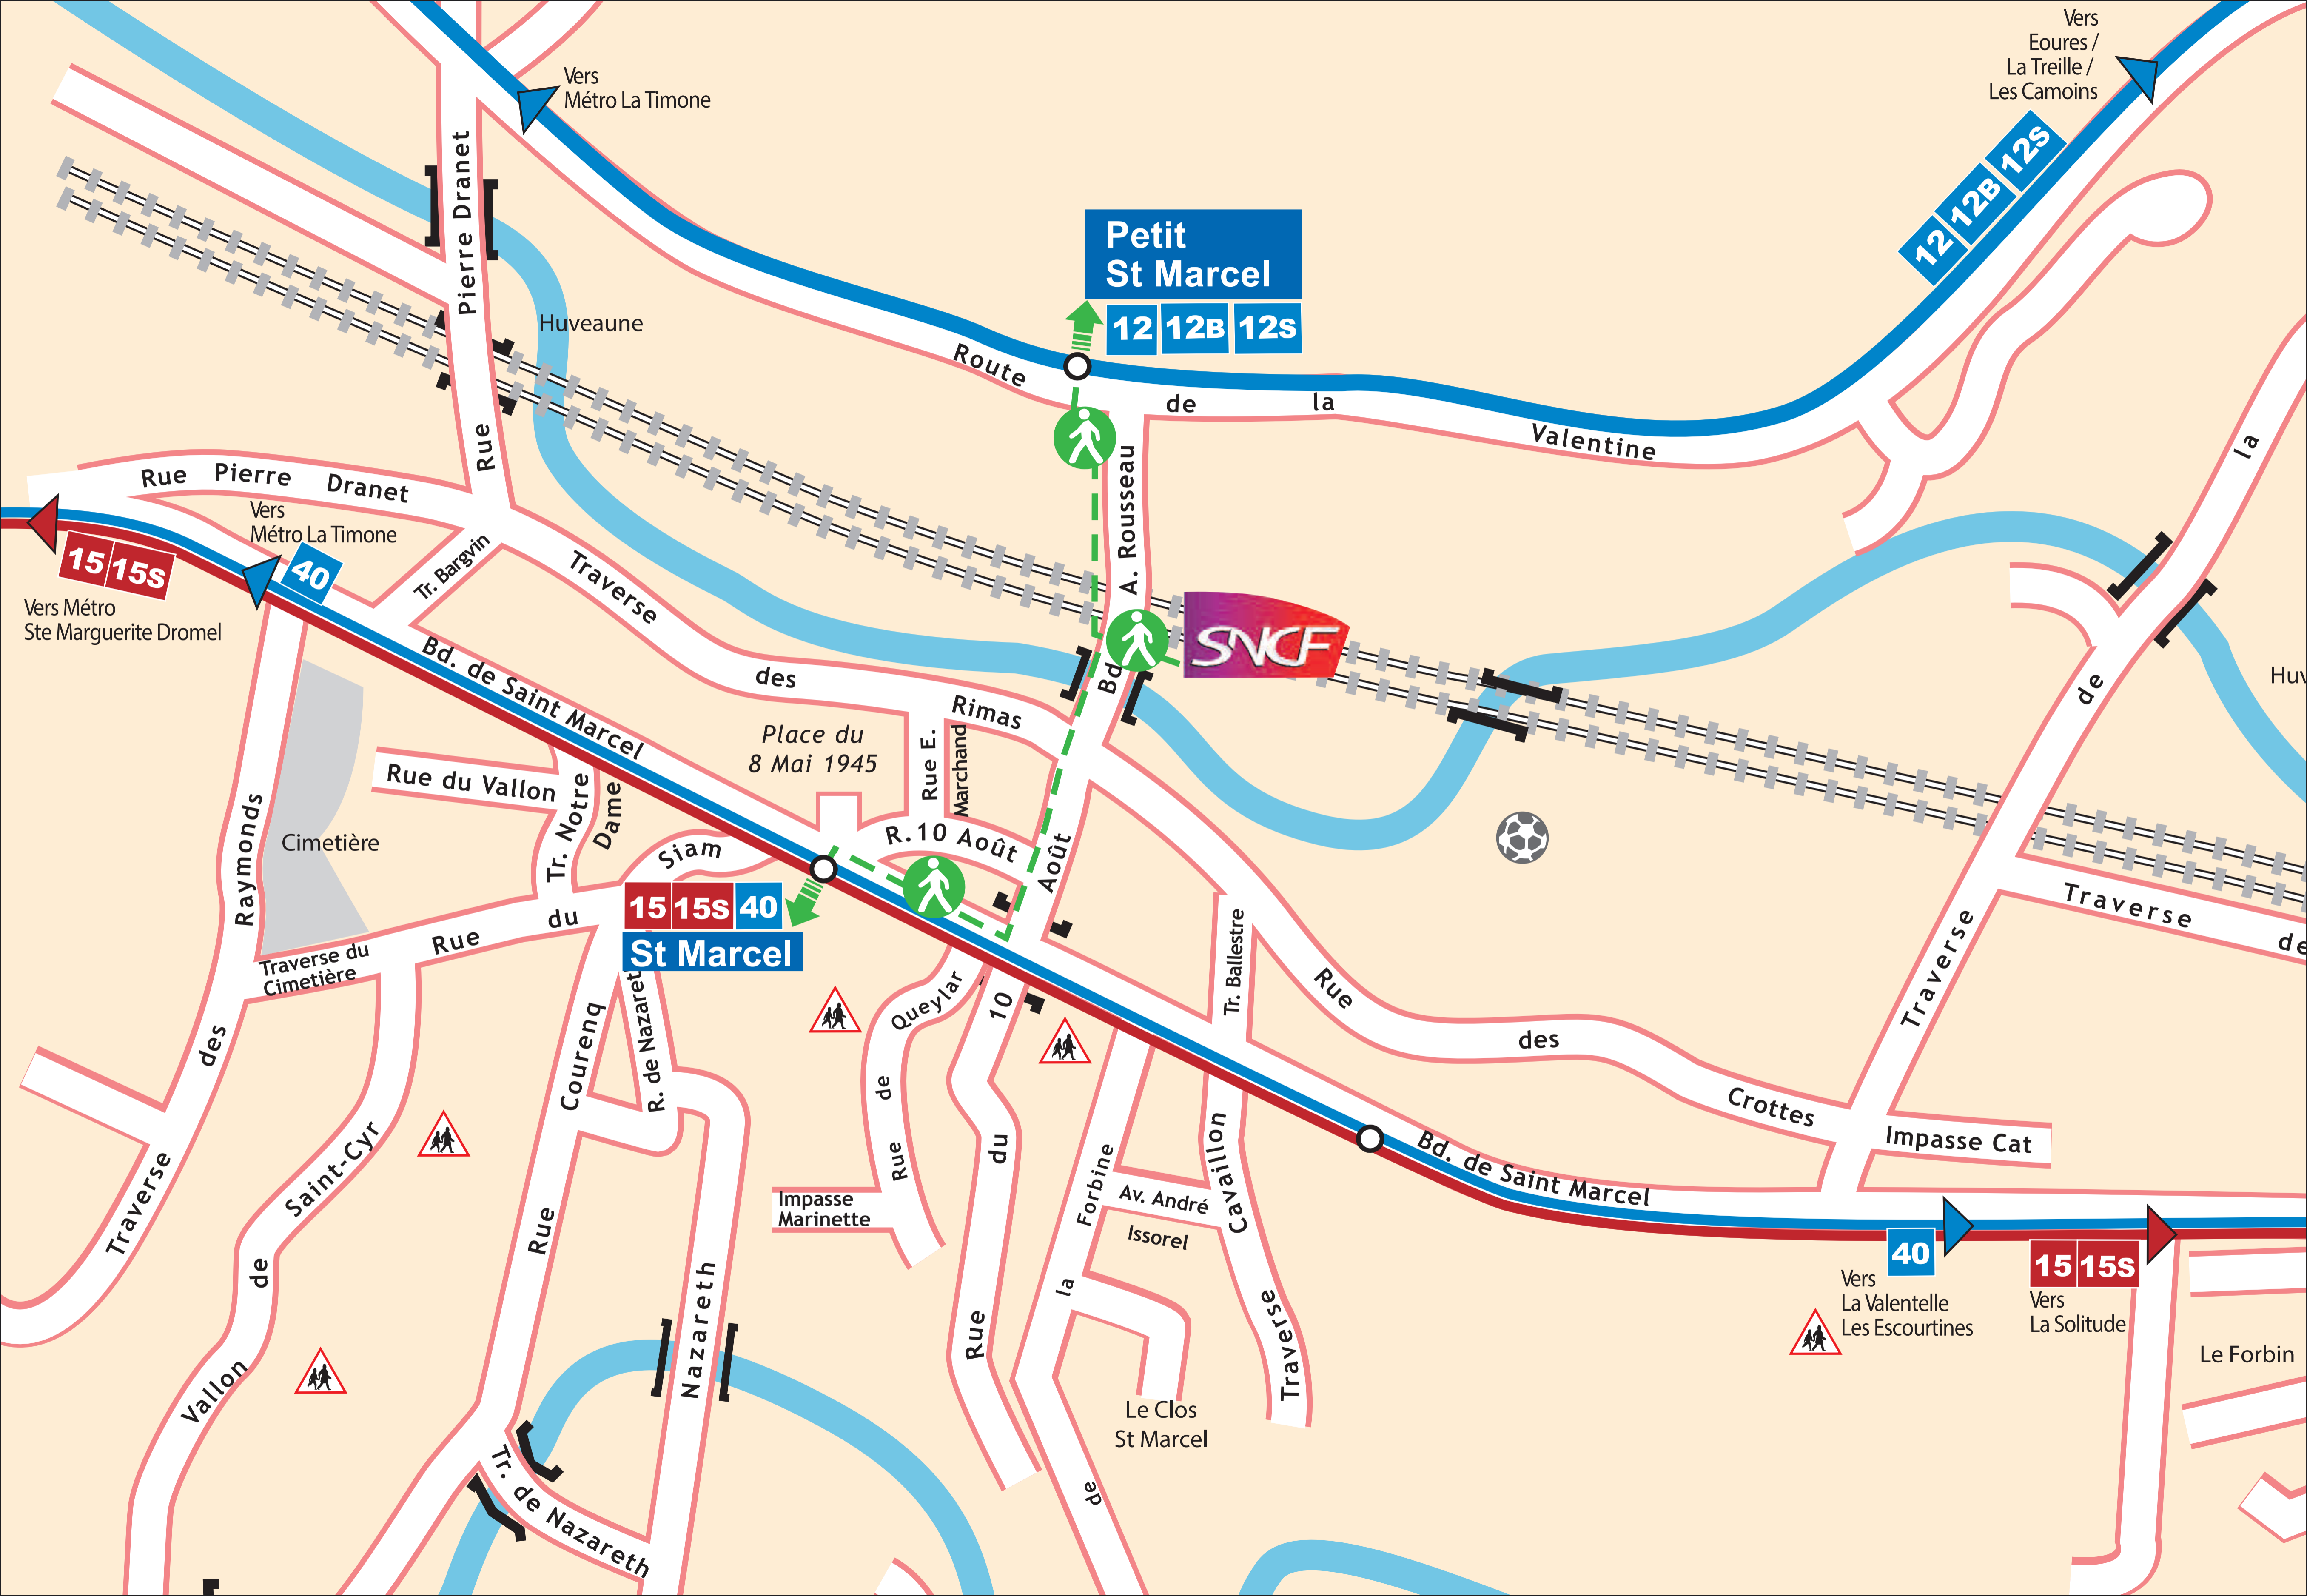 Vers
Métro La Timone
Vers
Eoures /
La Treille /
Les Camoins
12 12B 12S
Pierre Dranet
Rue
Petit
St Marcel
12 12B 12S
Huveaune
Route de la Valentine
Rue Pierre Dranet
Vers
Métro La Timone
40
15 15S
Vers Métro
Ste Marguerite Dromel
Tr. Bargvin
Traverse des Rimas
A. Rousseau
Bd
SNCF
Bd. de Saint Marcel
Place du
8 Mai 1945
Rue E.
Marchand
R.10 Août
Rue du Vallon
Tr. Notre
Dame
Cimetière
Siam
du
Rue
Traverse du
Cimetière
15 15S 40
St Marcel
Raymonds
des
Traverse
Août
10
du
Rue
Queylar
de
Rue
Tr. Ballestre
Rue des Crottes
Impasse Cat
la
de
Traverse
Traverse
de
Huv
Courenq
Rue
R. de Nazaret
Nazareth
Tr. de Nazareth
Saint-Cyr
de
Vallon
Impasse
Marinette
Forbine
la
de
Av. André
Issorel
Cavaillon
Traverse
Le Clos
St Marcel
Bd. de Saint Marcel
40
Vers
La Valentelle
Les Escourtines
15 15S
Vers
La Solitude
Le Forbin